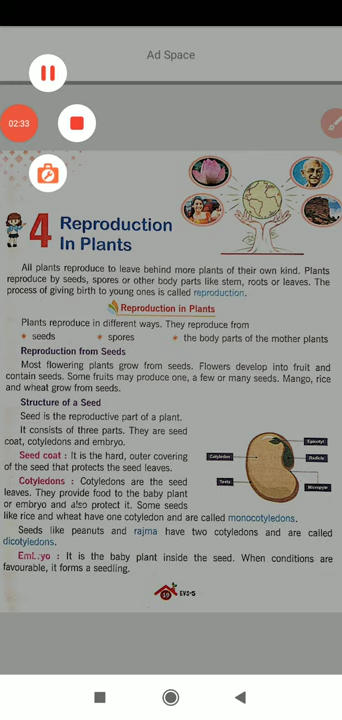 Ad Space
02:33
4 Reproduction
In Plants
All plants reproduce to leave behind more plants of their own kind. Plants
reproduce by seeds, spores or other body parts like stem, roots or leaves. The
process of giving birth to young ones is called reproduction.
Reproduction in Plants
Plants reproduce in different ways. They reproduce from
* seeds * spores * the body parts of the mother plants
Reproduction from Seeds
Most flowering plants grow from seeds. Flowers develop into fruit and
contain seeds. Some fruits may produce one, a few or many seeds. Mango, rice
and wheat grow from seeds.
Structure of a Seed
Seed is the reproductive part of a plant.
It consists of three parts. They are seed
coat, cotyledons and embryo.
Seed coat : It is the hard, outer covering
of the seed that protects the seed leaves.
Cotyledons : Cotyledons are the seed
leaves. They provide food to the baby plant
or embryo and also protect it. Some seeds
like rice and wheat have one cotyledon and are called monocotyledons.
Epicotyl
Cotyledon
Radicle
Testa
Micropyle
Seeds like peanuts and rajma have two cotyledons and are called
dicotyledons.
Embryo : It is the baby plant inside the seed. When conditions are
favourable, it forms a seedling.
EVS-5